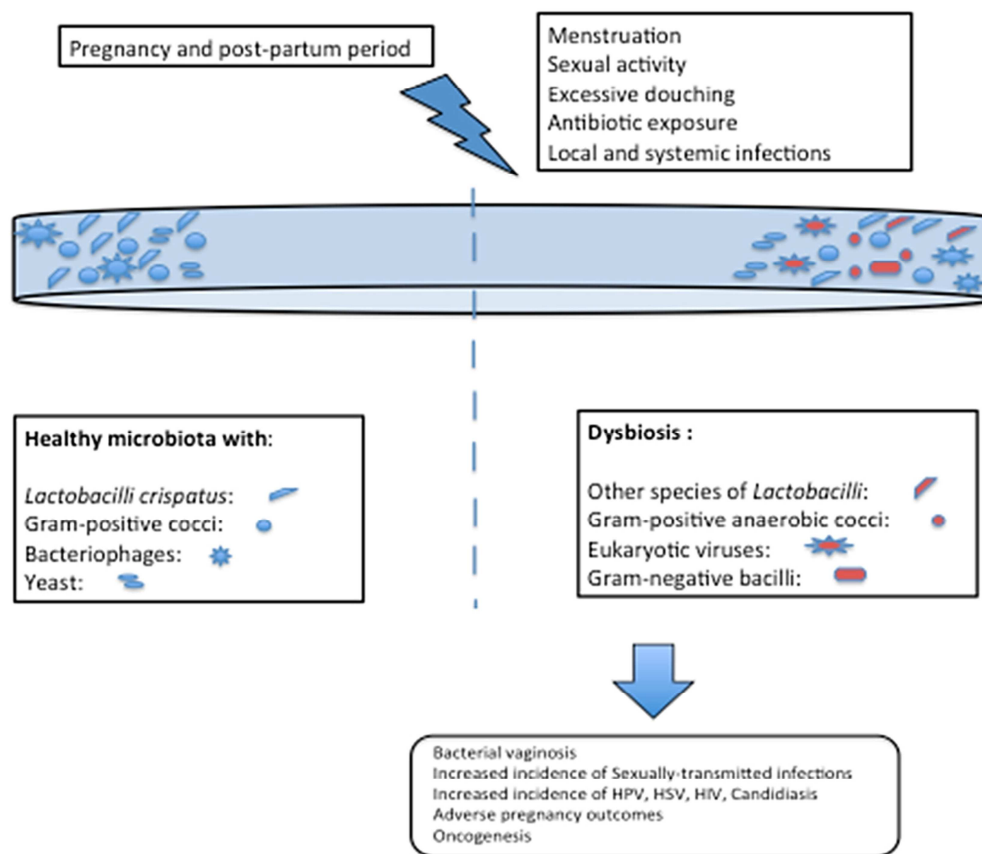 Pregnancy and post-partum period
Menstruation
Sexual activity
Excessive douching
Antibiotic exposure
Local and systemic infections
Healthy microbiota with:
Lactobacilli crispatus:
Gram-positive cocci:
Bacteriophages:
Yeast:
Dysbiosis :
Other species of Lactobacilli:
Gram-positive anaerobic cocci:
Eukaryotic viruses:
Gram-negative bacilli:
Bacterial vaginosis
Increased incidence of Sexually-transmitted infections
Increased incidence of HPV, HSV, HIV, Candidiasis
Adverse pregnancy outcomes
Oncogenesis